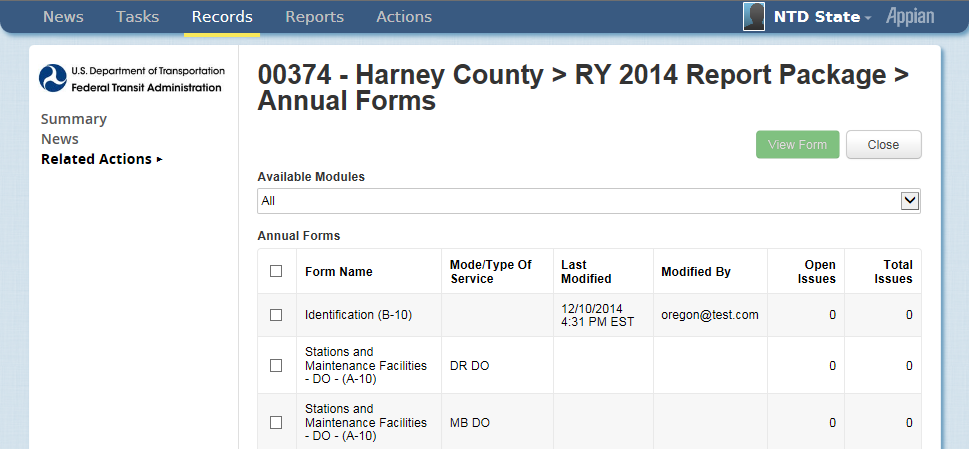 News Tasks Records Reports Actions NTD State Appian
U.S. Department of Transportation
Federal Transit Administration
Summary
News
Related Actions
00374 - Harney County > RY 2014 Report Package >
Annual Forms
View Form Close
Available Modules
All
Annual Forms
Form Name Mode/Type Of Service Last Modified Modified By Open Issues Total Issues
Identification (B-10) 12/10/2014 4:31 PM EST oregon@test.com 0 0
Stations and
Maintenance Facilities DR DO 0 0
- DO - (A-10)
Stations and
Maintenance Facilities MB DO 0 0
- DO - (A-10)